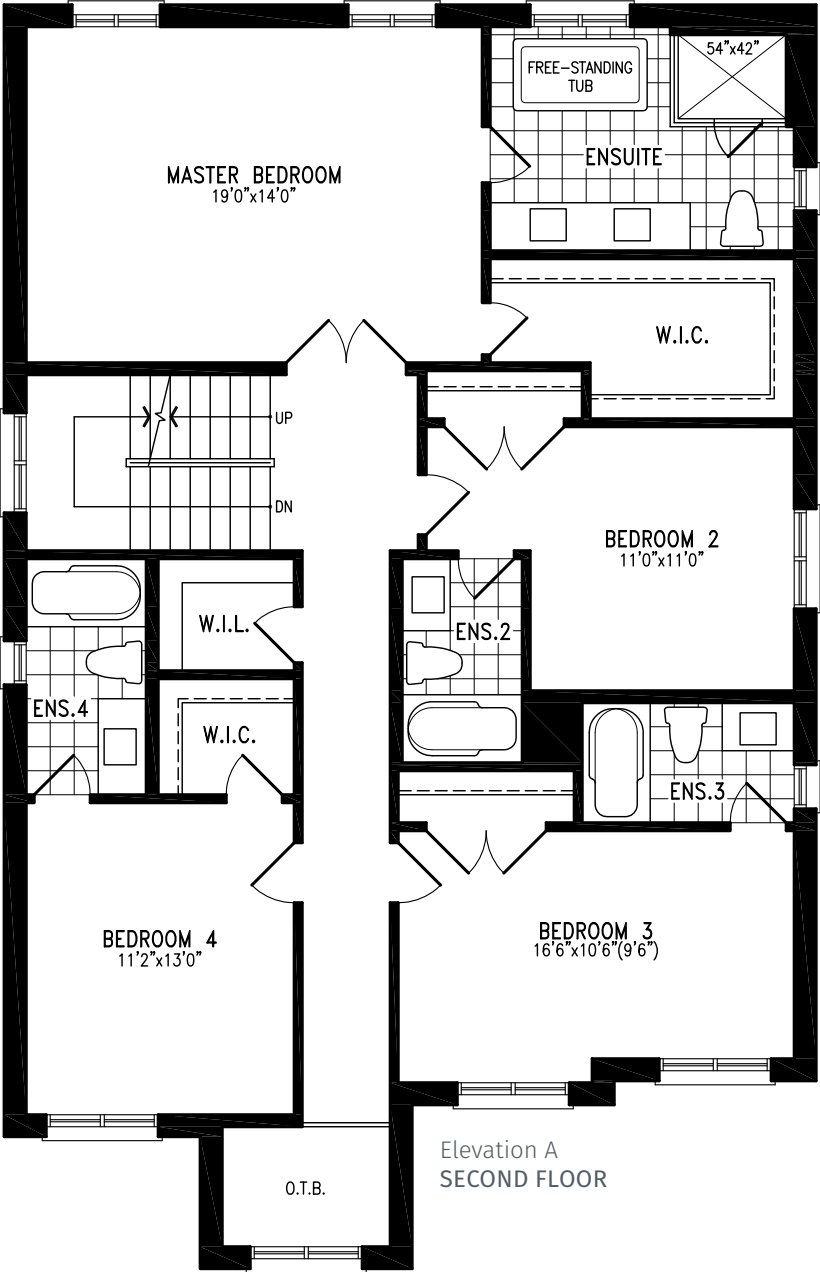 54"x42"
FREE-STANDING
TUB
ENSUITE
MASTER BEDROOM
19'0"x14'0"
W.I.C.
UP
DN
BEDROOM 2
11'0"x11'0"
W.I.L.
ENS.2
ENS.4
W.I.C.
ENS.3
BEDROOM 4
11'2"x13'0"
BEDROOM 3
16'6"x10'6"(9'6")
Elevation A
SECOND FLOOR
O.T.B.